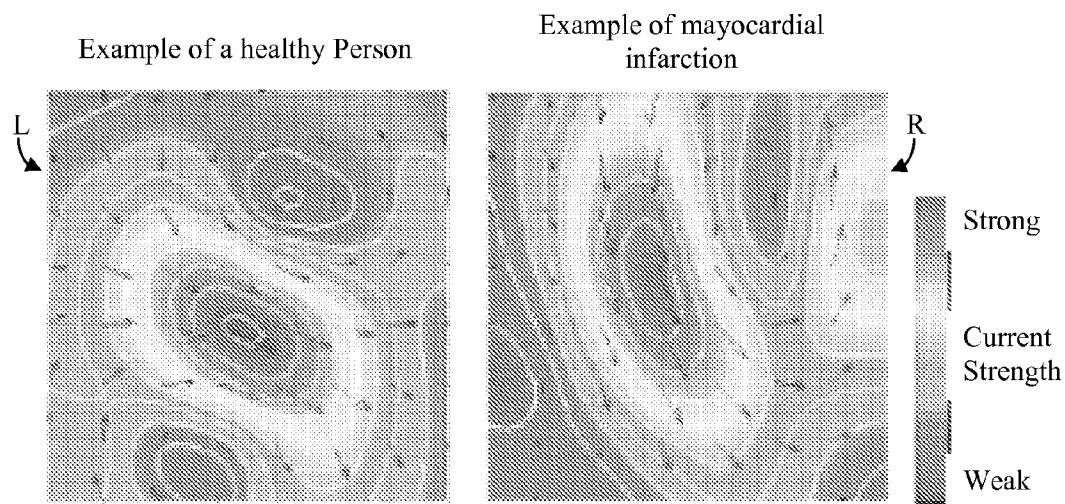 Example of a healthy Person
Example of mayocardial
infarction
L
R
Strong
Current
Strength
Weak